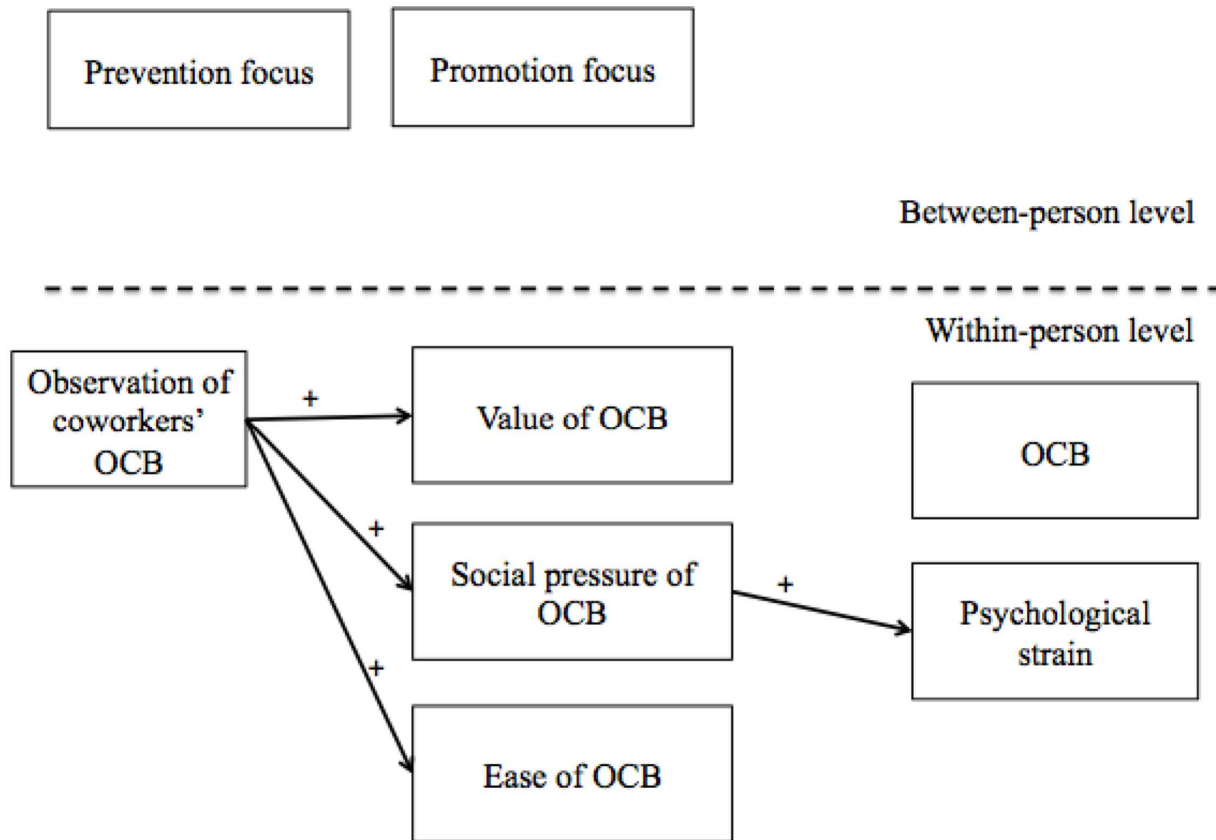 Prevention focus
Promotion focus
Between-person level
Within-person level
Observation of
coworkers’
OCB
+
Value of OCB
OCB
+
Social pressure of
OCB
+
Psychological
strain
+
Ease of OCB